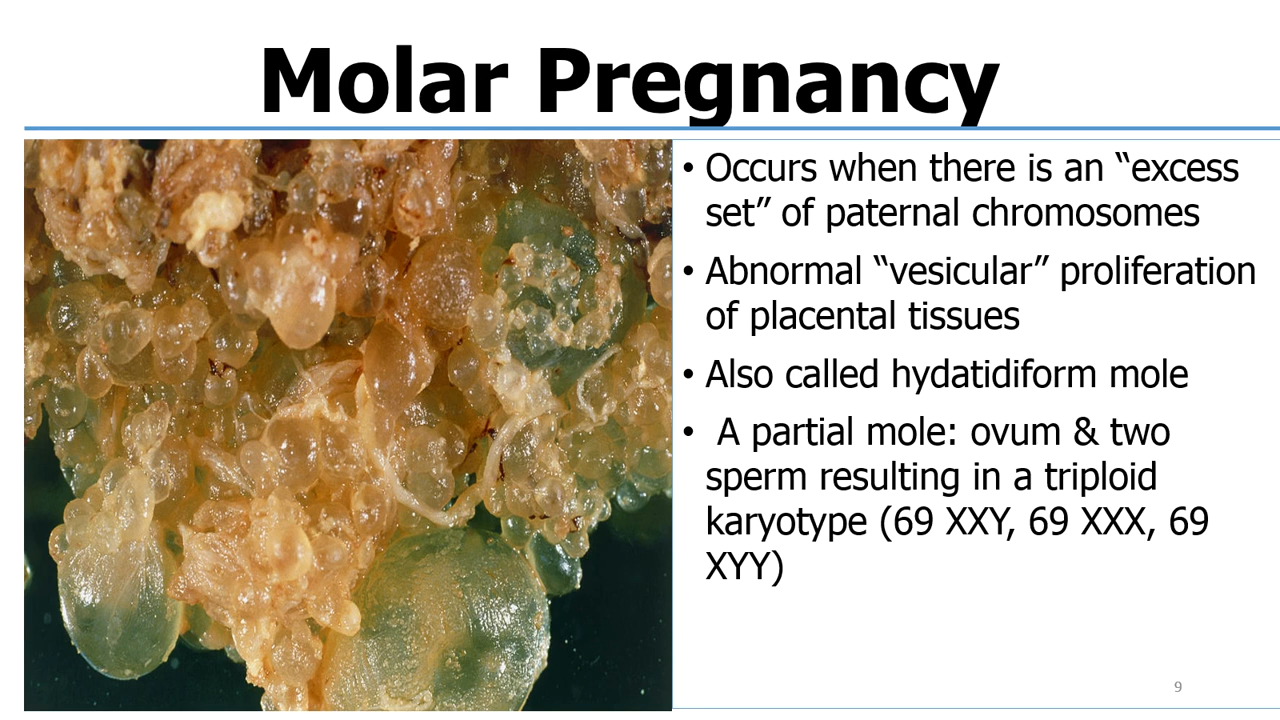 Molar Pregnancy
• Occurs when there is an “excess
set” of paternal chromosomes
• Abnormal “vesicular” proliferation
of placental tissues
• Also called hydatidiform mole
• A partial mole: ovum & two
sperm resulting in a triploid
karyotype (69 XXY, 69 XXX, 69
XYY)
9